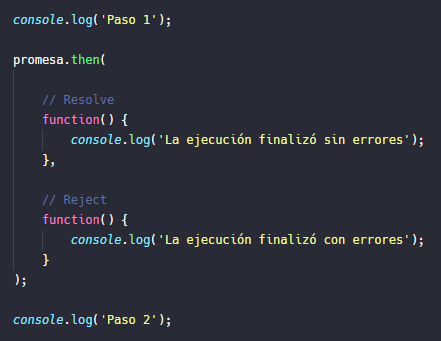 console.log('Paso 1');
promesa.then(
// Resolve
function() {
console.log('La ejecución finalizó sin errores');
},
// Reject
function() {
console.log('La ejecución finalizó con errores');
}
);
console.log('Paso 2');